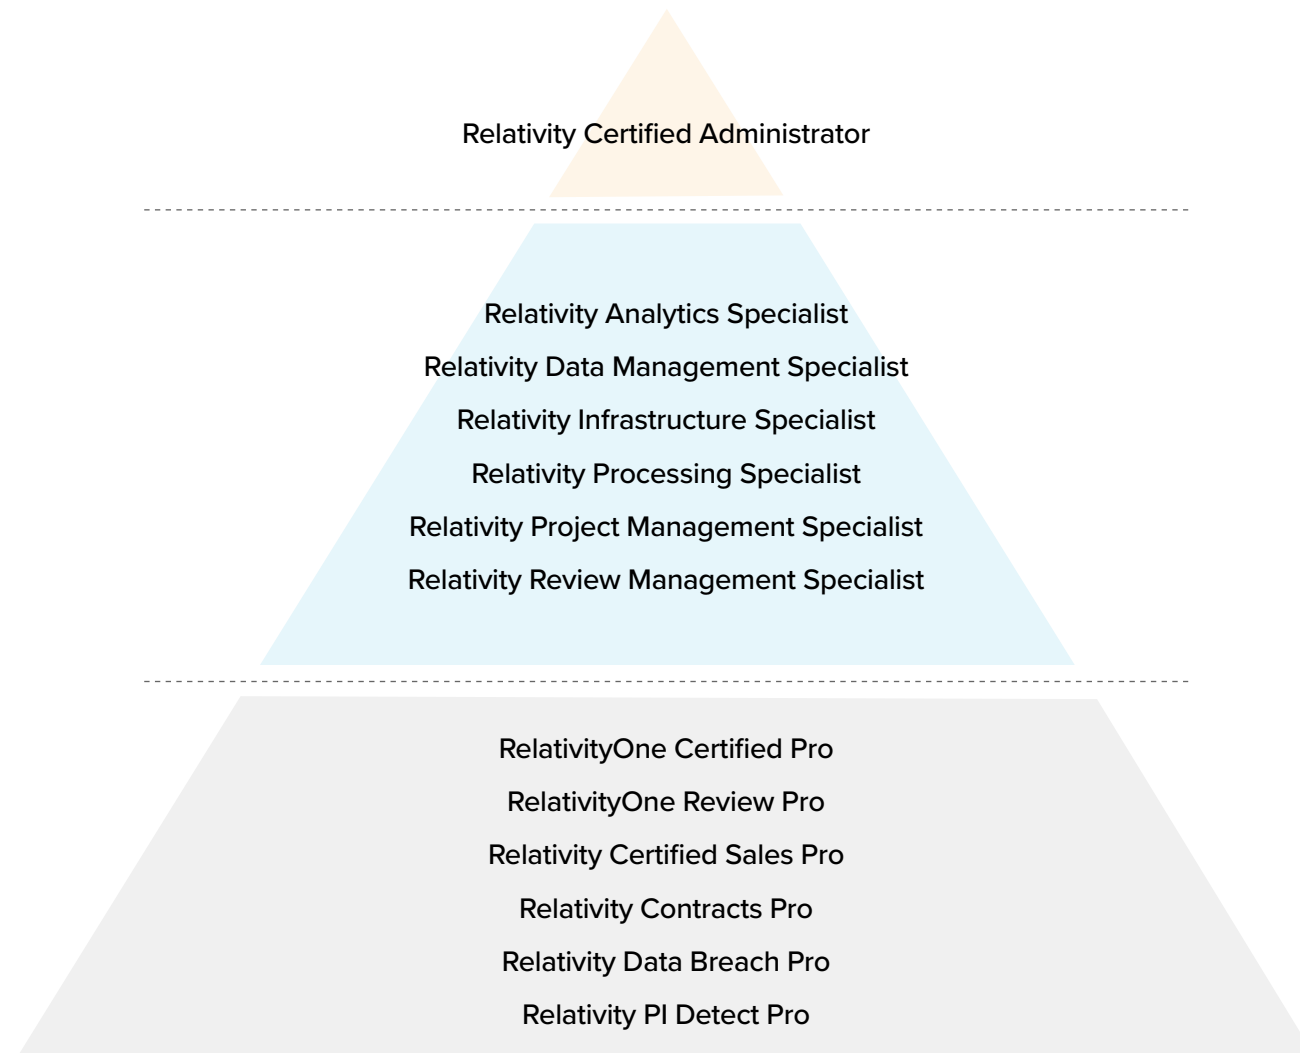 Relativity Certified Administrator
Relativity Analytics Specialist
Relativity Data Management Specialist
Relativity Infrastructure Specialist
Relativity Processing Specialist
Relativity Project Management Specialist
Relativity Review Management Specialist
RelativityOne Certified Pro
RelativityOne Review Pro
Relativity Certified Sales Pro
Relativity Contracts Pro
Relativity Data Breach Pro
Relativity PI Detect Pro